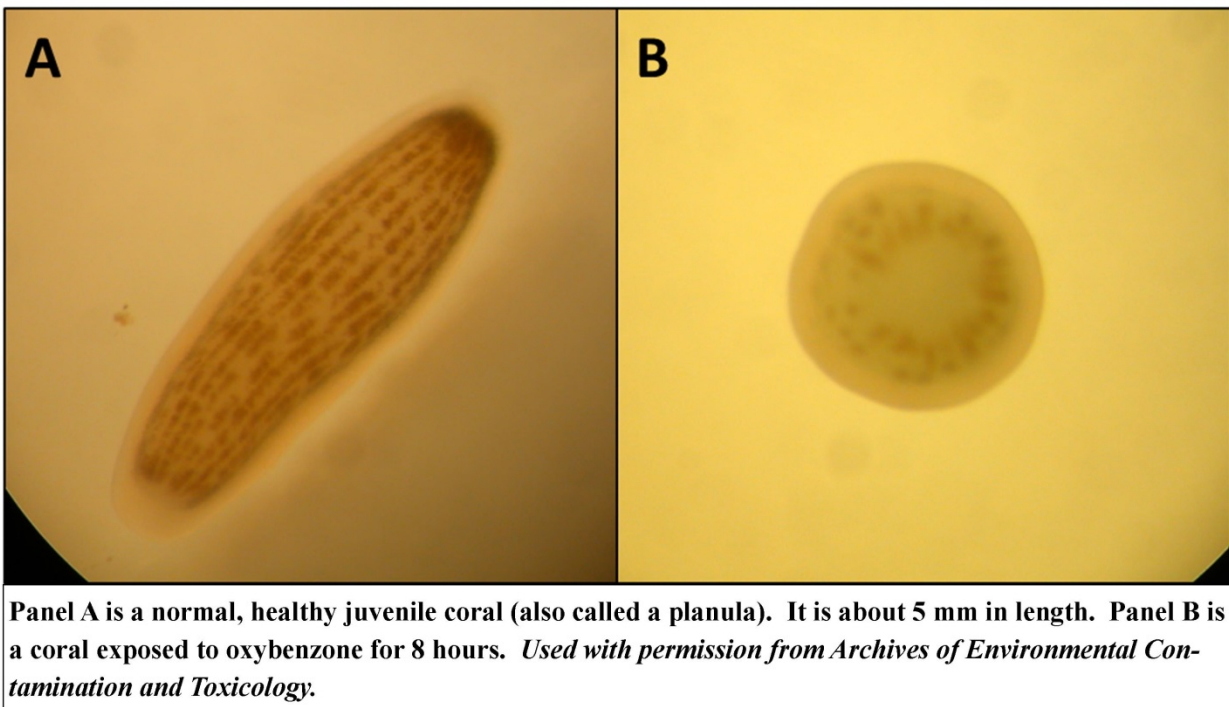 A
B
Panel A is a normal, healthy juvenile coral (also called a planula).  It is about 5 mm in length.  Panel B is
a coral exposed to oxybenzone for 8 hours.  Used with permission from Archives of Environmental Con-
tamination and Toxicology.